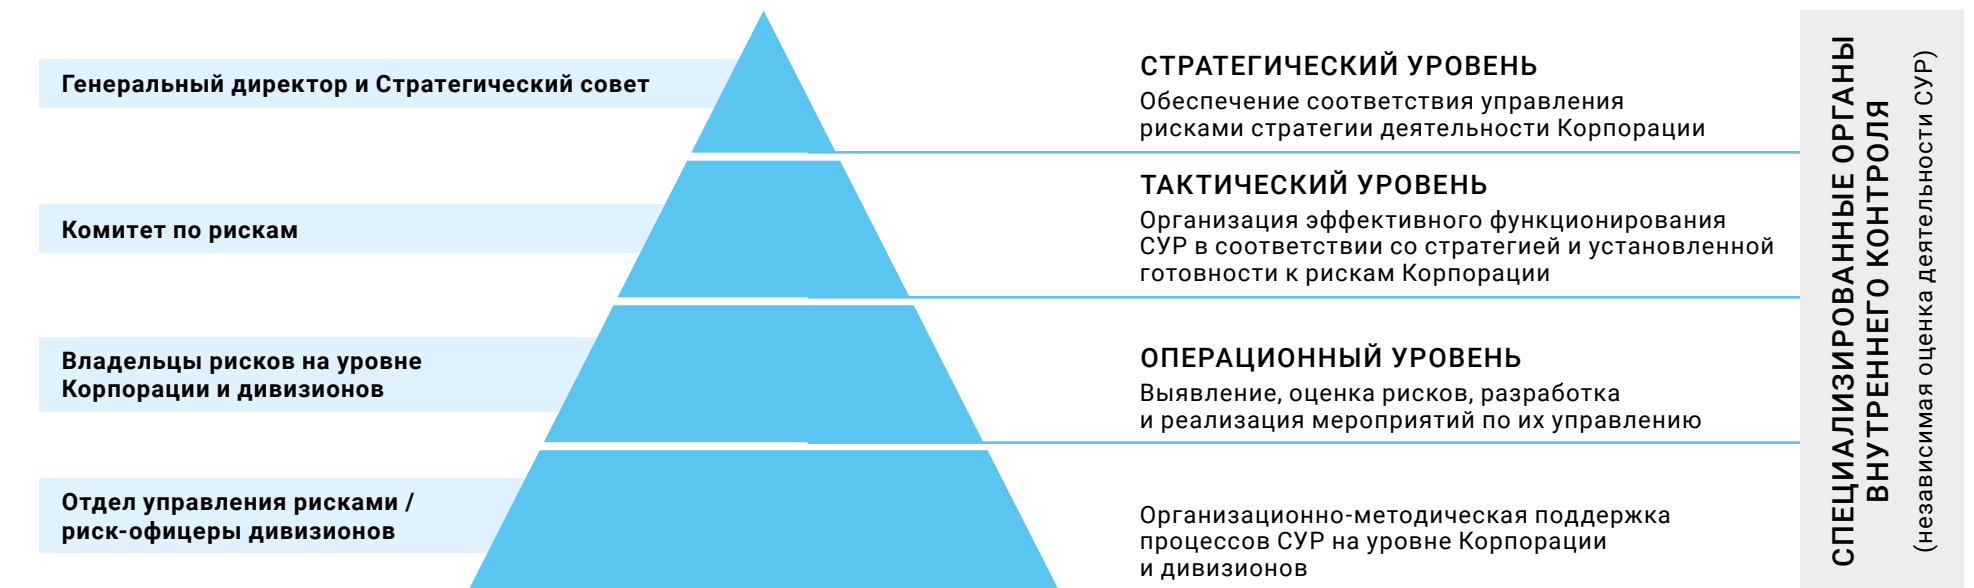 Генеральный директор и Стратегический совет
СТРАТЕГИЧЕСКИЙ УРОВЕНЬ
Обеспечение соответствия управления
рисками стратегии деятельности Корпорации
Комитет по рискам
ТАКТИЧЕСКИЙ УРОВЕНЬ
Организация эффективного функционирования
СУР в соответствии со стратегией и установленной
готовности к рискам Корпорации
Владельцы рисков на уровне
Корпорации и дивизионов
ОПЕРАЦИОННЫЙ УРОВЕНЬ
Выявление, оценка рисков, разработка
и реализация мероприятий по их управлению
Отдел управления рисками /
риск-офицеры дивизионов
Организационно-методическая поддержка
процессов СУР на уровне Корпорации
и дивизионов
СПЕЦИАЛИЗИРОВАННЫЕ ОРГАНЫ
ВНУТРЕННЕГО КОНТРОЛЯ
(независимая оценка деятельности СУР)